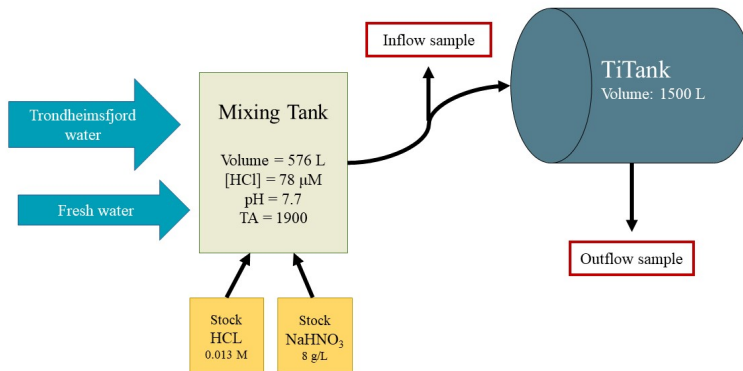 Inflow sample
TiTank
Volume: 1500 L
Trondheimsfjord
water
Mixing Tank
Volume = 576 L
[HCl] = 78 μM
pH = 7.7
TA = 1900
Fresh water
Outflow sample
Stock
HCL
0.013 M
Stock
NaHNO₃
8 g/L